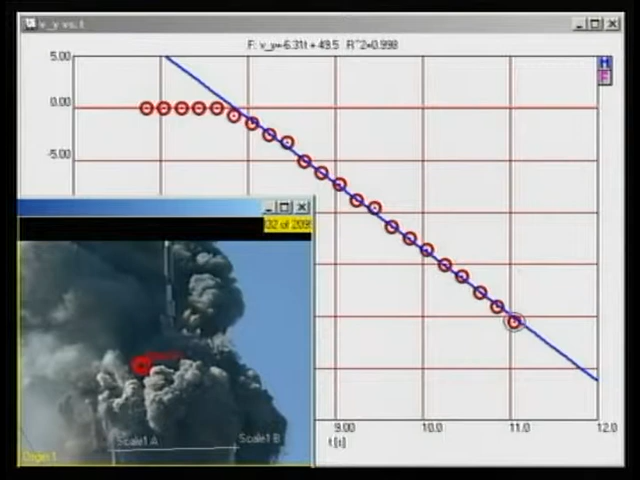 v_y vs. t
F: v_y=-6.31t + 49.5 R^2=0.998
5.00
M
F
0.00
-5.00
32 of 209
Scale1 A
Scale1 B
Origin 1
9.00
10.0
11.0
12.0
t[t]